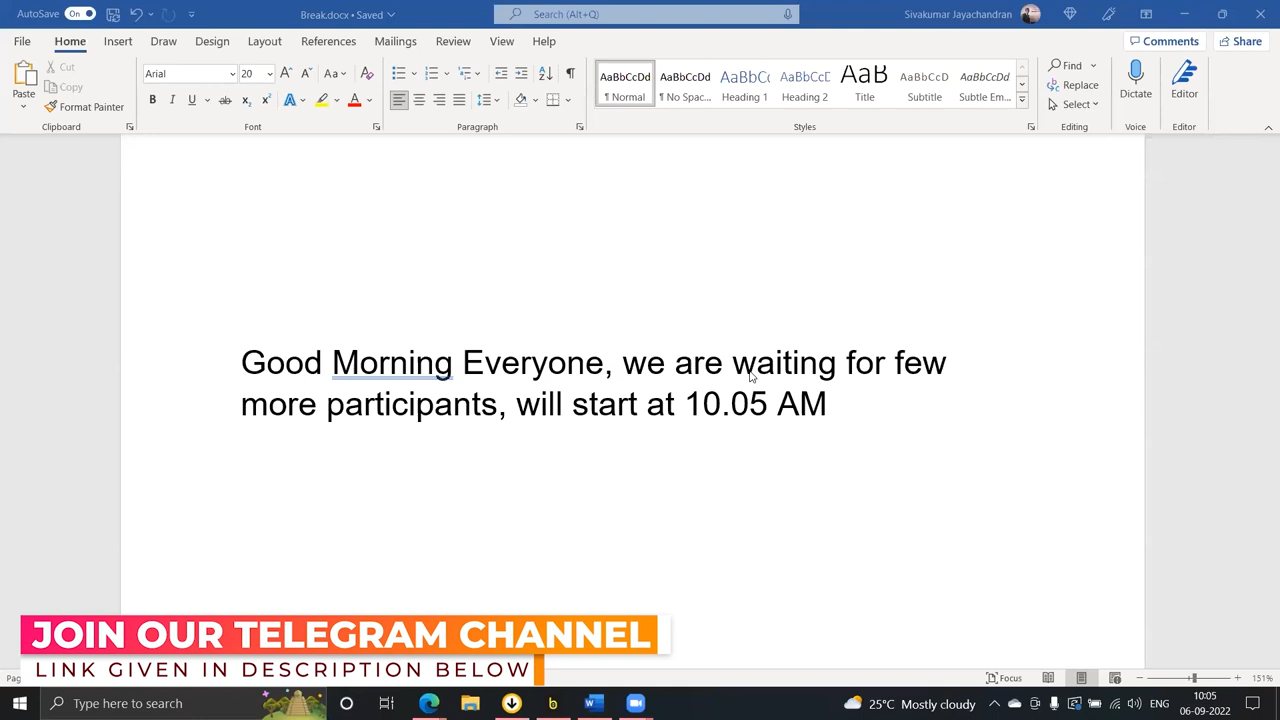 AutoSave On Break.docx • Saved Search (Alt+Q) Sivakumar Jayachandran
File Home Insert Draw Design Layout References Mailings Review View Help Comments Share
Paste Cut Copy Format Painter
Arial 20
AaBbCcDd AaBbCcDd AaBbCc AaBbCcD AaB AaBbCcDd AaBbCcDd
¶ Normal ¶ No Spac... Heading 1 Heading 2 Title Subtitle Subtle Em...
Find Replace Select Dictate Editor
Clipboard Font Paragraph Styles Editing Voice Editor
Good Morning Everyone, we are waiting for few
more participants, will start at 10.05 AM
JOIN OUR TELEGRAM CHANNEL
LINK GIVEN IN DESCRIPTION BELOW
Focus 151%
Type here to search 25°C Mostly cloudy ENG 10:05
06-09-2022